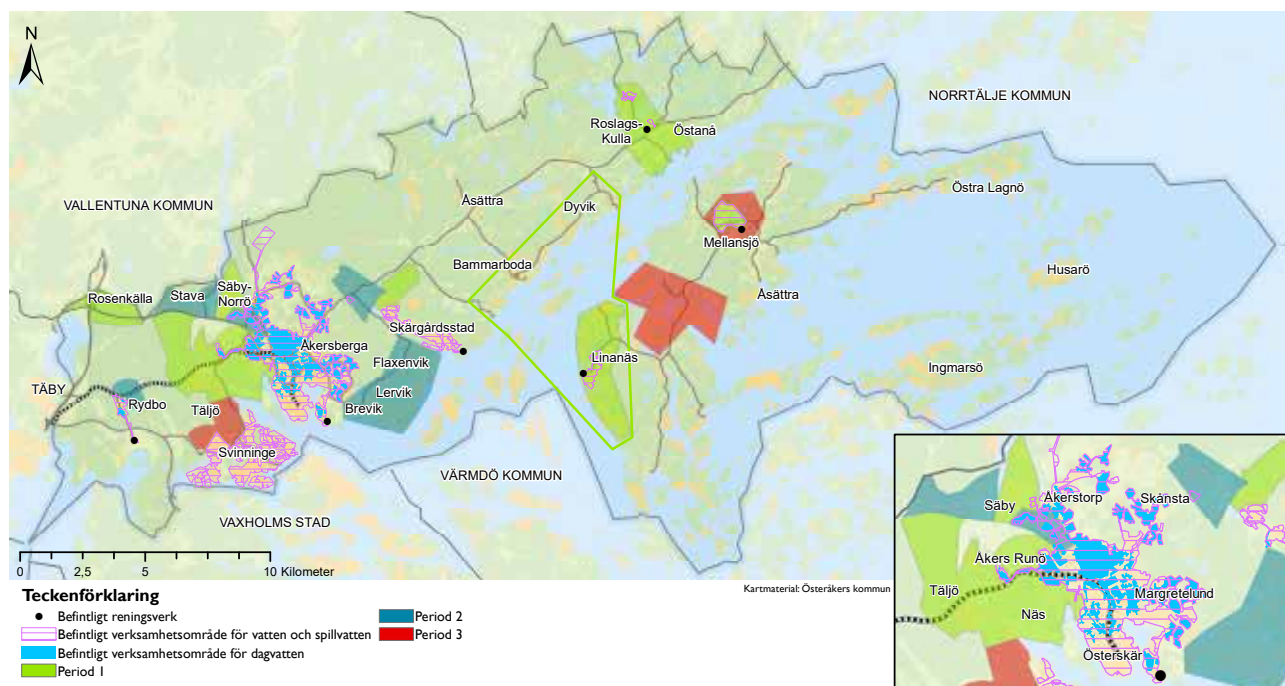 N
NORRTÄLJE KOMMUN
Roslags-
Kulla
Östanå
Åsättra
Dyvik
Östra Lagnö
VALLENTUNA KOMMUN
Mellansjö
Bammarboda
Husarö
Åsättra
Rosenkälla
Stava
Säby-
Norrö
Skärgårdsstad
Åkersberga
Flaxenvik
Linanäs
Ingmarsö
TÄBY
Rydbo
Täljö
Lervik
Brevik
Svinninge
VÄRMDÖ KOMMUN
VAXHOLMS STAD
0 2,5 5 10 Kilometer
Kartmaterial: Österåkers kommun
Säby
Åkerstorp
Skånsta
Åkers Runö
Täljö
Näs
Margretelund
Österskär
Teckenförklaring
Befintligt reningsverk
Befintligt verksamhetsområde för vatten och spillvatten
Befintligt verksamhetsområde för dagvatten
Period 1
Period 2
Period 3